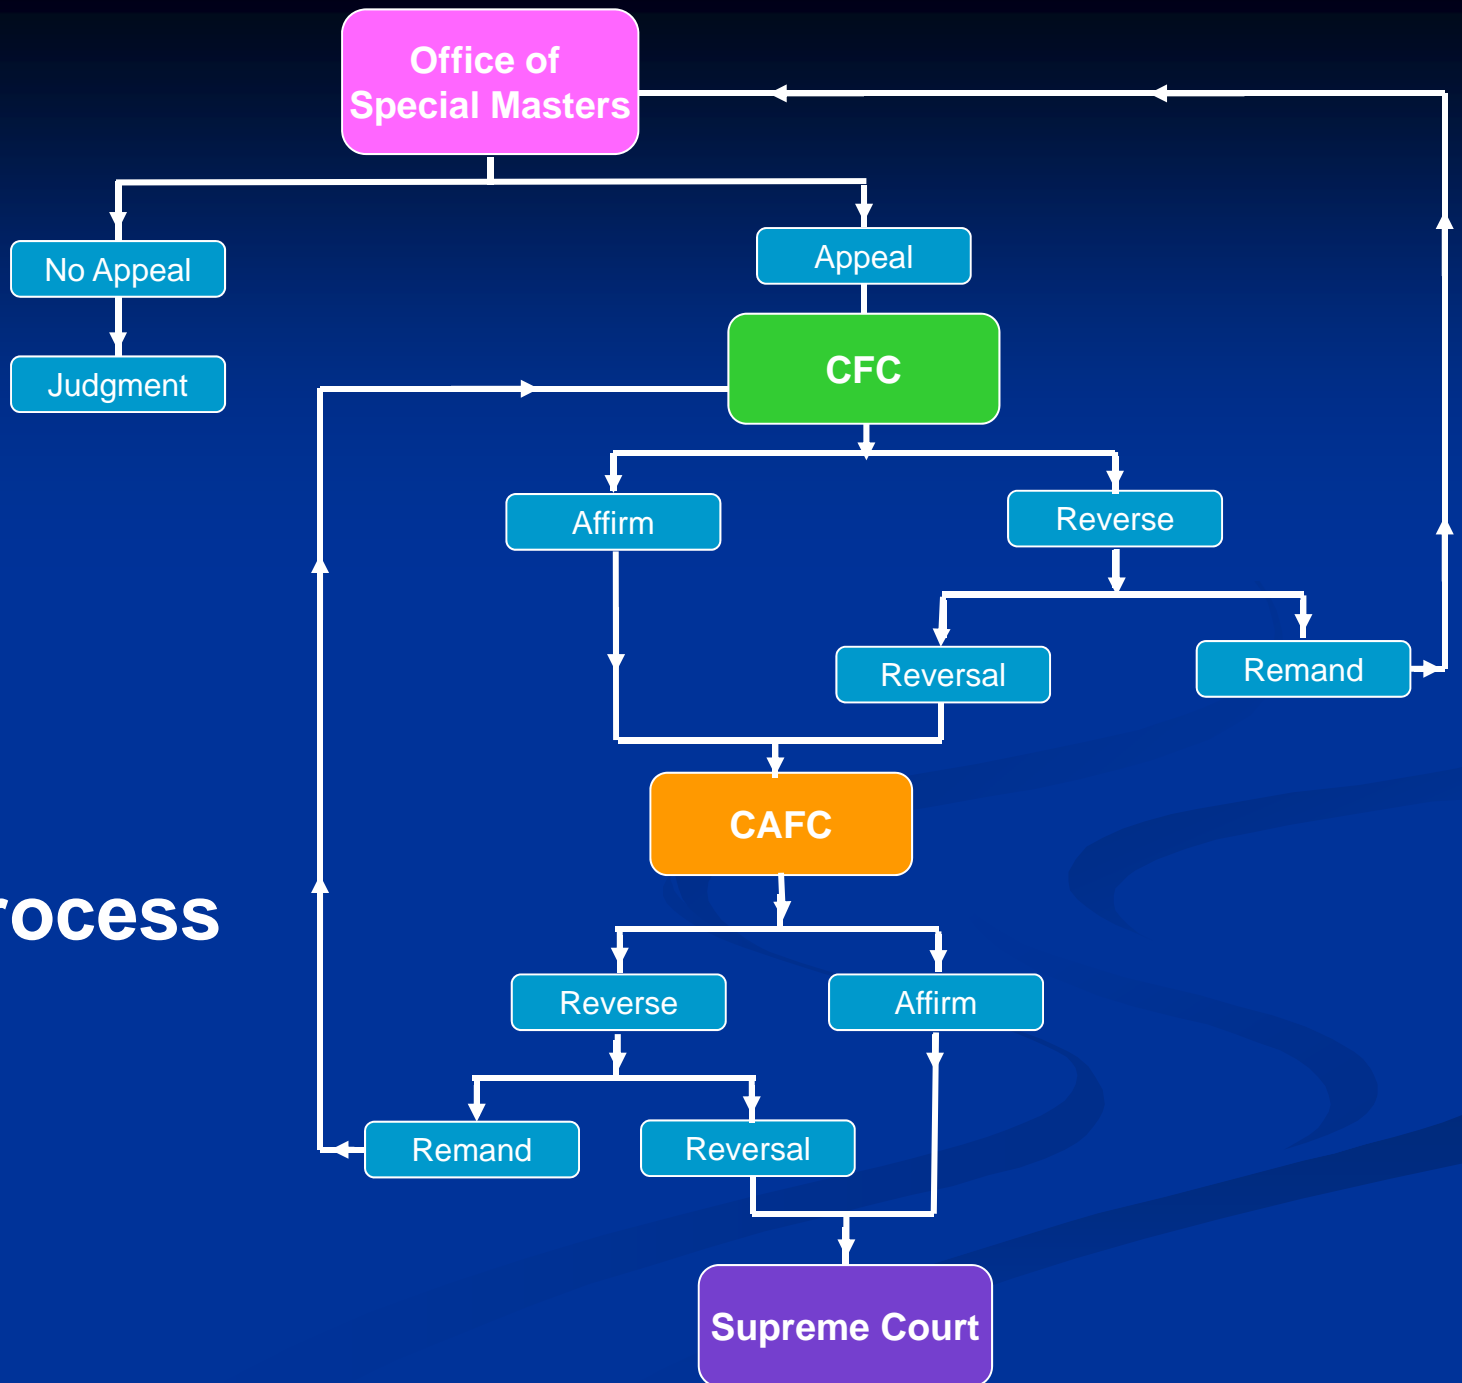 Office of
Special Masters
No Appeal
Appeal
Judgment
CFC
Affirm
Reverse
Reversal
Remand
CAFC
rocess
Reverse
Affirm
Remand
Reversal
Supreme Court